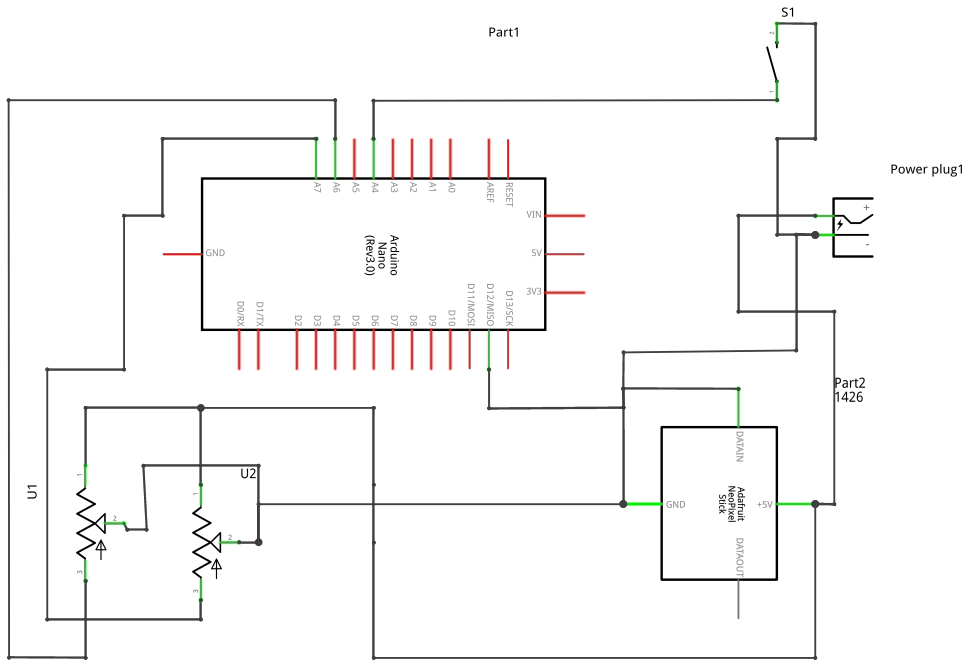 S1
Part1
2
1
Power plug1
A7
A6
A5
A4
A3
A2
A1
A0
AREF
RESET
+
-
VIN
GND
5V
3V3
Arduino
Nano
(Rev3.0)
D0/RX
D1/TX
D2
D3
D4
D5
D6
D7
D8
D9
D10
D11/MOSI
D12/MISO
D13/SCK
Part2
1426
DATAIN
GND
+5V
Adafruit
NeoPixel
Stick
DATAOUT
U1
1
2
3
U2
1
2
3